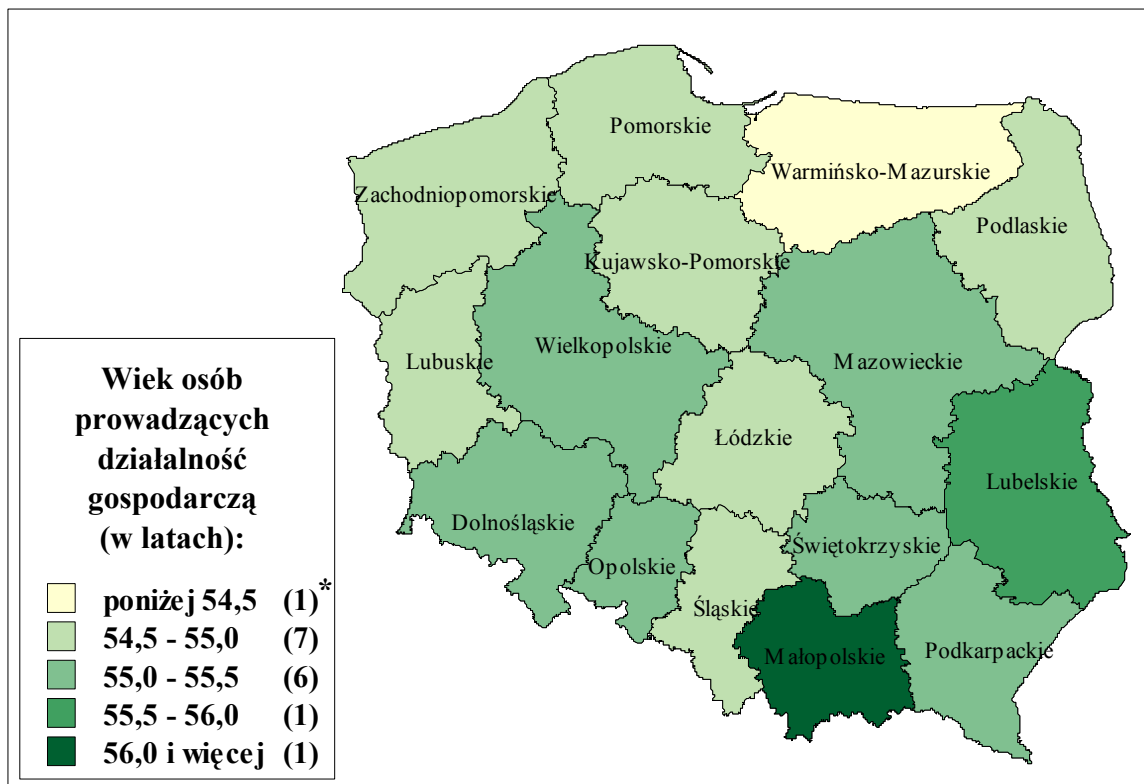 Pomorskie
Warmińsko-Mazurskie
Zachodniopomorskie
Podlaskie
Kujawsko-Pomorskie
Wielkopolskie
Mazowieckie
Lubuskie
Łódzkie
Lubelskie
Dolnośląskie
Świętokrzyskie
Opolskie
Śląskie
Małopolskie
Podkarpackie
Wiek osób
prowadzących
działalność
gospodarczą
(w latach):
poniżej 54,5 (1)*
54,5 - 55,0 (7)
55,0 - 55,5 (6)
55,5 - 56,0 (1)
56,0 i więcej (1)